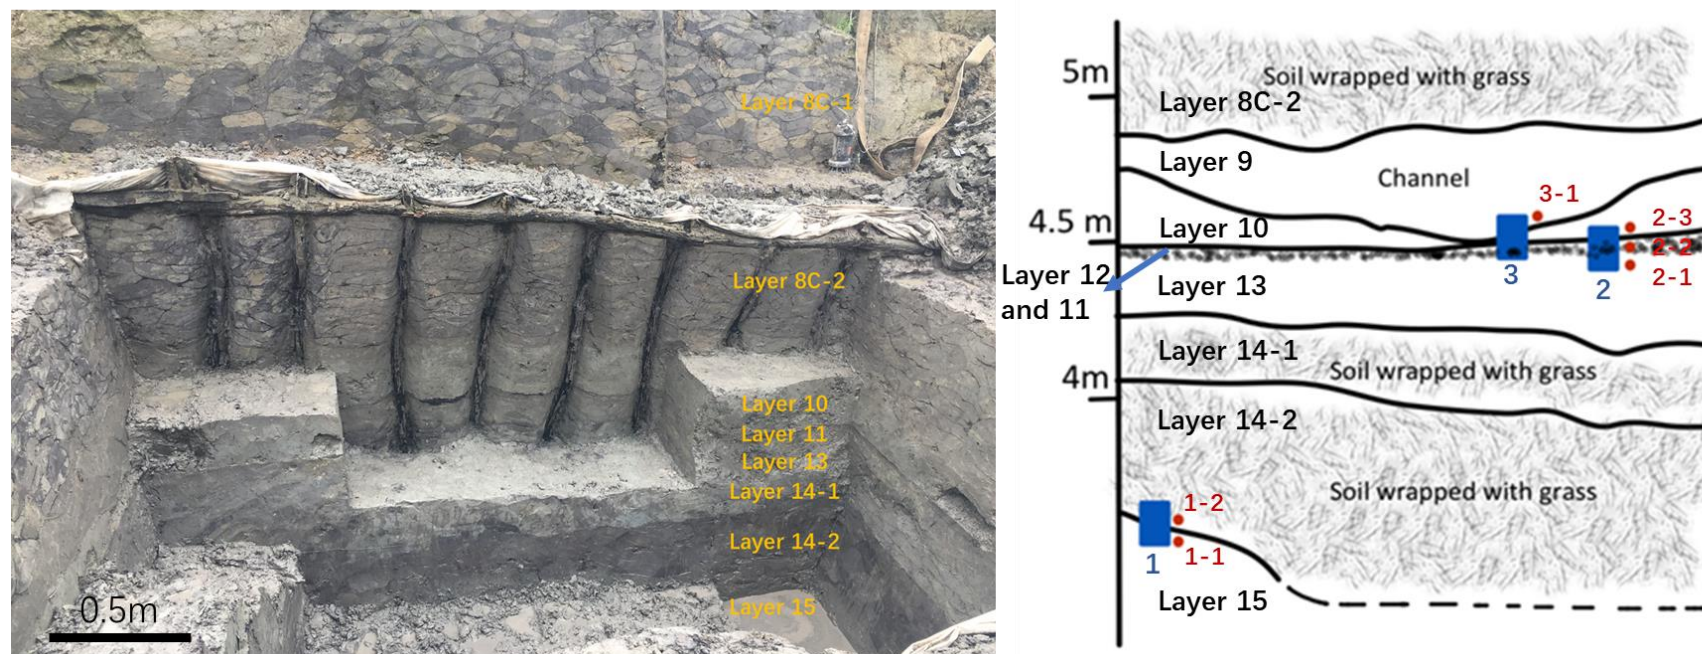 Layer 8C-1
Layer 8C-2
Layer 10
Layer 11
Layer 13
Layer 14-1
Layer 14-2
Layer 15
0.5m
5m
Soil wrapped with grass
Layer 8C-2
Layer 9
Channel
3-1
4.5 m
Layer 10
2-3
2-2
2-1
3
2
Layer 12
and 11
Layer 13
Layer 14-1
Soil wrapped with grass
4m
Layer 14-2
Soil wrapped with grass
1-2
1-1
1
Layer 15